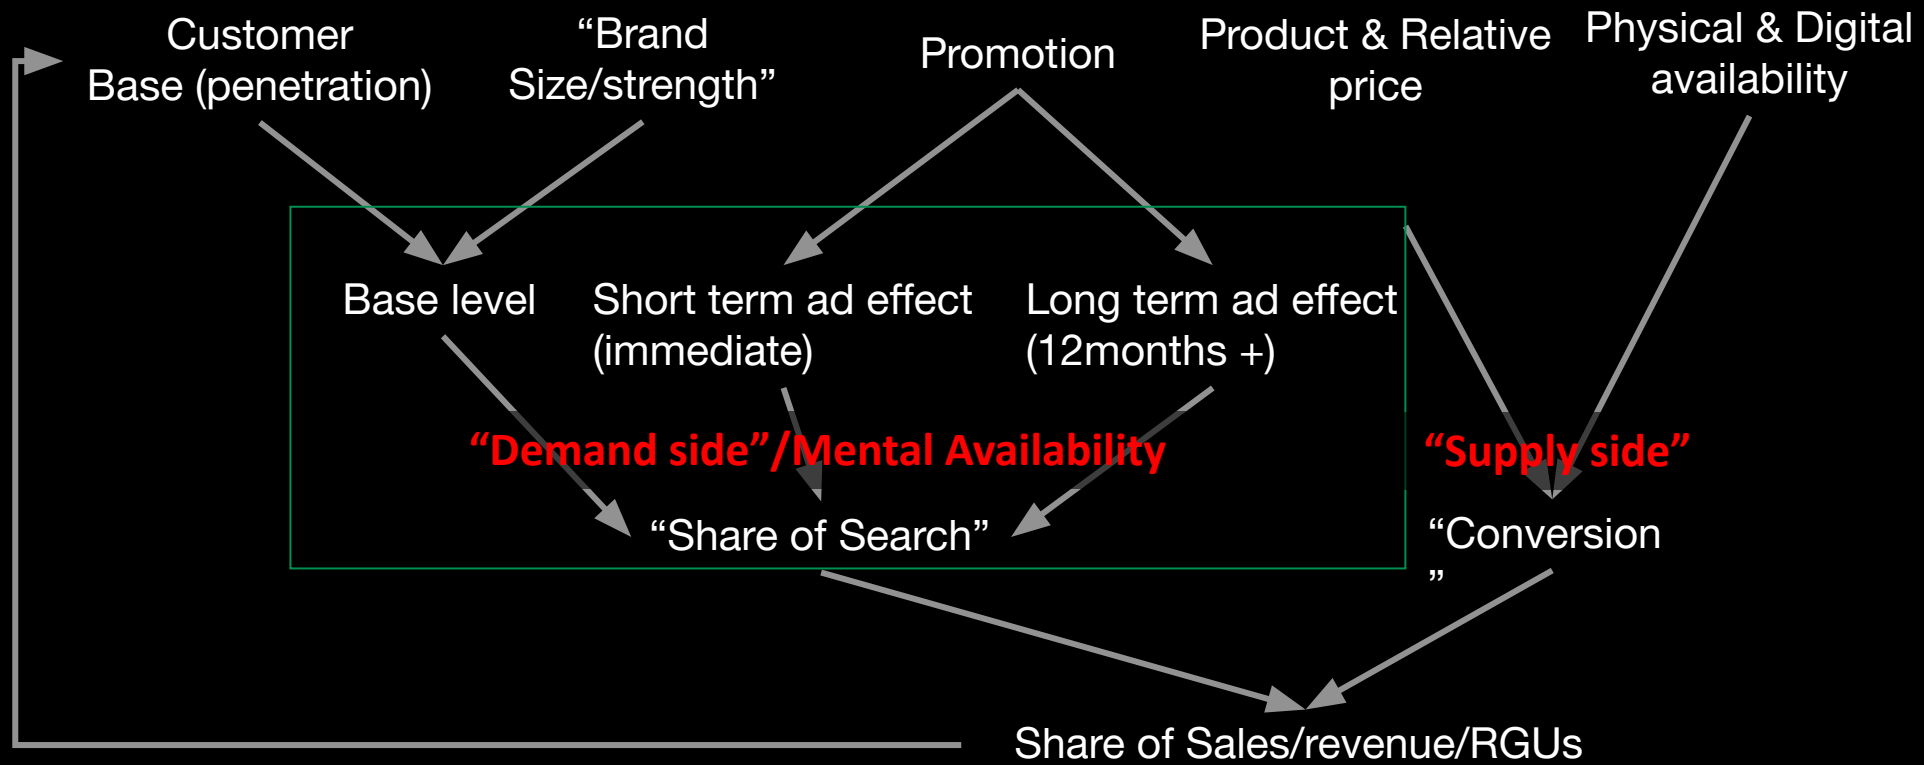 Customer
Base (penetration)
“Brand
Size/strength”
Promotion
Product & Relative
price
Physical & Digital
availability
Base level
Short term ad effect
(immediate)
Long term ad effect
(12months +)
“Demand side”/Mental Availability
“Supply side”
“Share of Search”
“Conversion
”
Share of Sales/revenue/RGUs